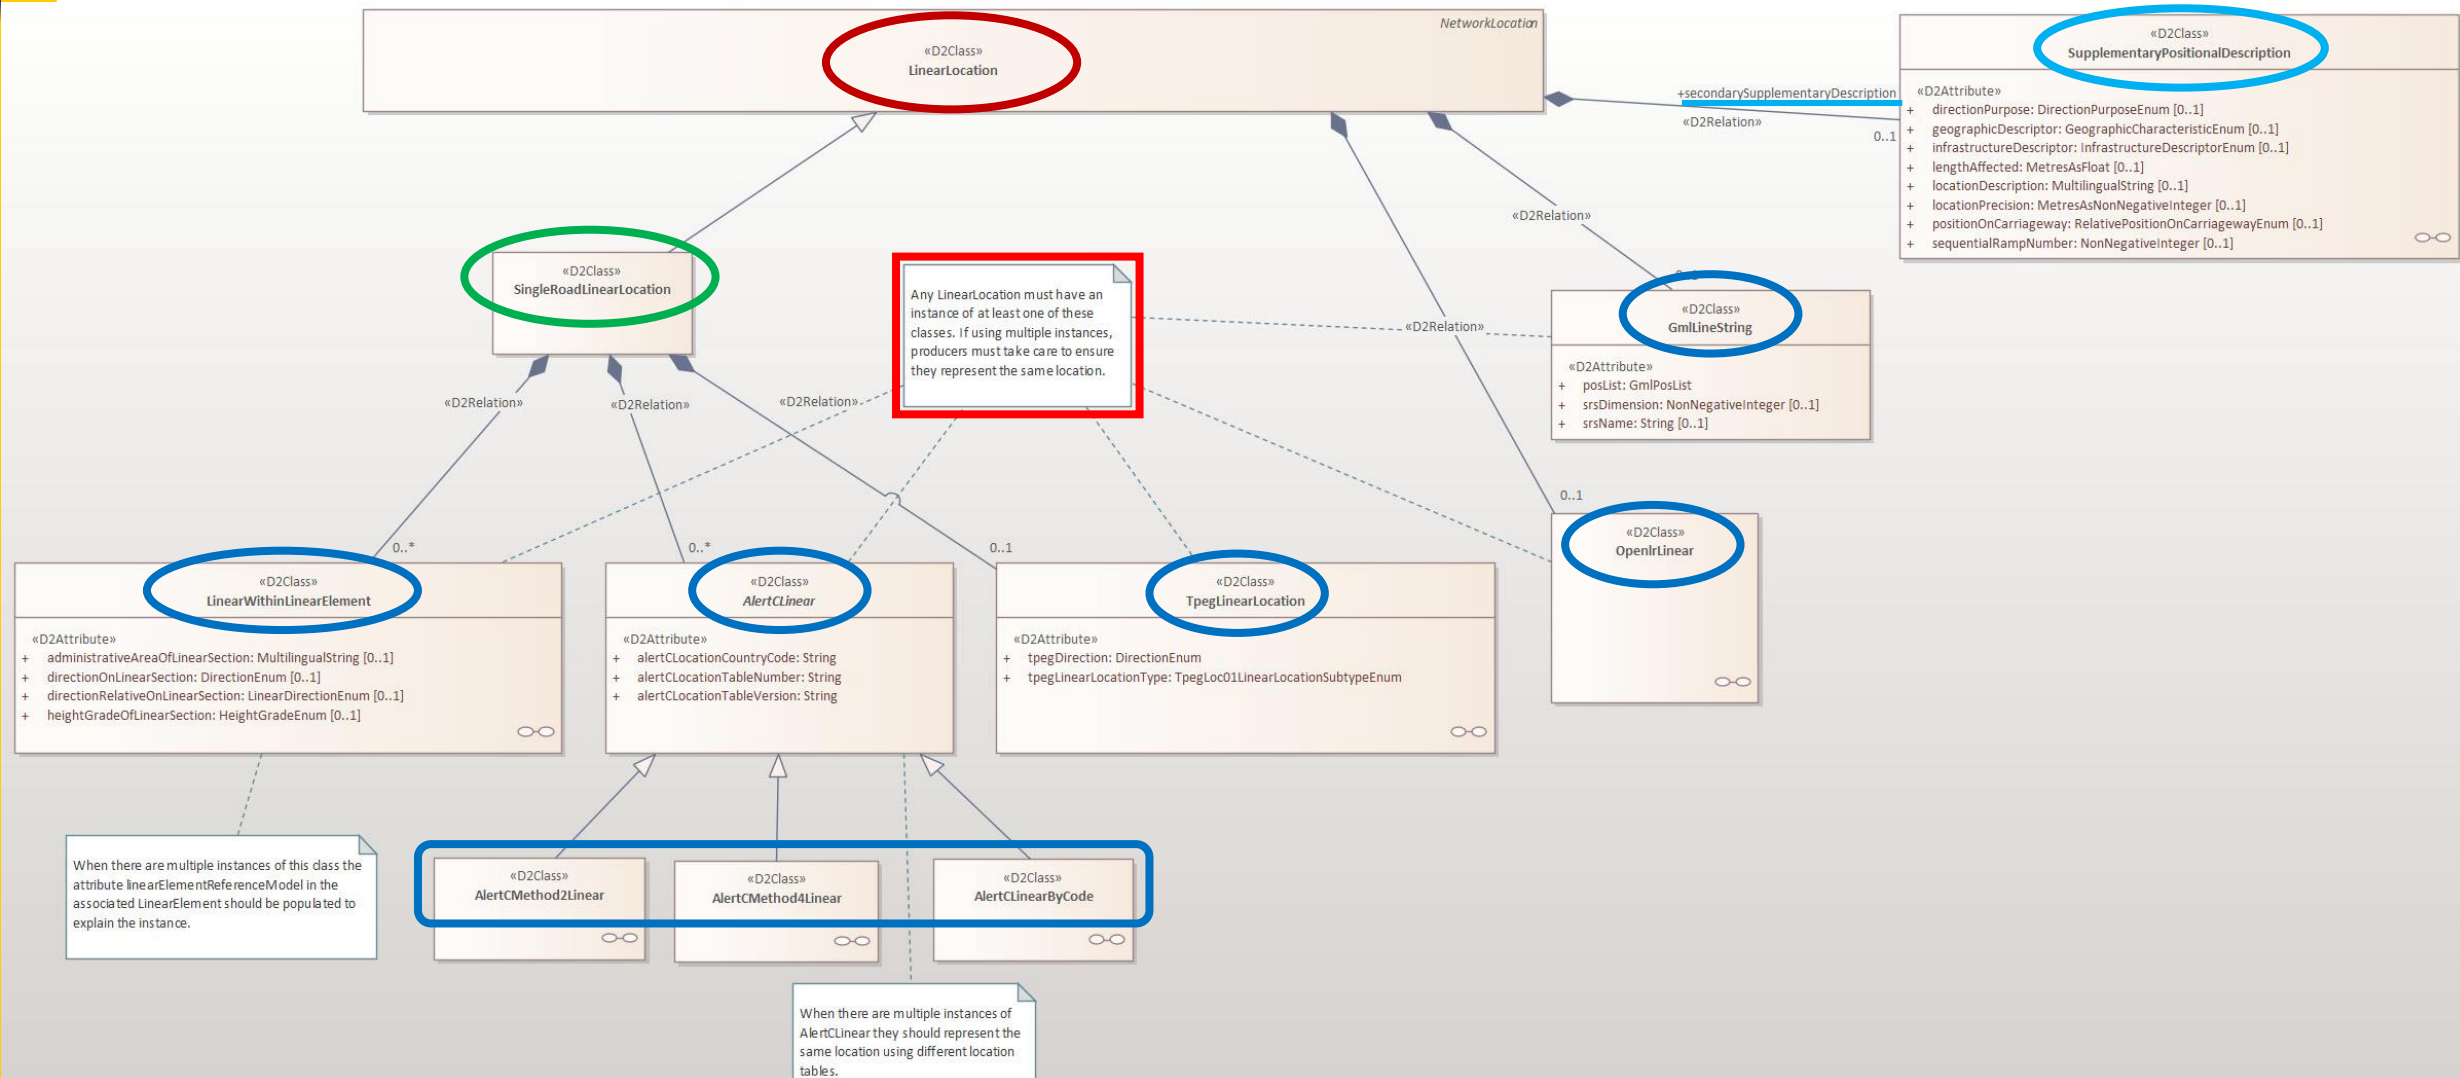 NetworkLocation
«D2Class»
LinearLocation
«D2Class»
SupplementaryPositionalDescription
«D2Attribute»
+ directionPurpose: DirectionPurposeEnum [0..1]
+ geographicDescriptor: GeographicCharacteristicEnum [0..1]
+ infrastructureDescriptor: InfrastructureDescriptorEnum [0..1]
+ lengthAffected: MetresAsFloat [0..1]
+ locationDescription: MultilingualString [0..1]
+ locationPrecision: MetresAsNonNegativeInteger [0..1]
+ positionOnCarriageway: RelativePositionOnCarriagewayEnum [0..1]
+ sequentialRampNumber: NonNegativeInteger [0..1]
+secondarySupplementaryDescription
«D2Relation»
0..1
«D2Relation»
«D2Class»
SingleRoadLinearLocation
Any LinearLocation must have an
instance of at least one of these
classes. If using multiple instances,
producers must take care to ensure
they represent the same location.
«D2Relation»
«D2Class»
GmlLineString
«D2Attribute»
+ posList: GmlPosList
+ srsDimension: NonNegativeInteger [0..1]
+ srsName: String [0..1]
«D2Relation»
«D2Relation»
«D2Relation»
0..1
«D2Class»
OpenlrLinear
0..*
0..*
0..1
«D2Class»
LinearWithinLinearElement
«D2Attribute»
+ administrativeAreaOfLinearSection: MultilingualString [0..1]
+ directionOnLinearSection: DirectionEnum [0..1]
+ directionRelativeOnLinearSection: LinearDirectionEnum [0..1]
+ heightGradeOfLinearSection: HeightGradeEnum [0..1]
«D2Class»
AlertCLinear
«D2Attribute»
+ alertCLocationCountryCode: String
+ alertCLocationTableNumber: String
+ alertCLocationTableVersion: String
«D2Class»
TpegLinearLocation
«D2Attribute»
+ tpegDirection: DirectionEnum
+ tpegLinearLocationType: TpegLoc01LinearLocationSubtypeEnum
When there are multiple instances of this class the
attribute linearElementReferenceModel in the
associated LinearElement should be populated to
explain the instance.
«D2Class»
AlertCMethod2Linear
«D2Class»
AlertCMethod4Linear
«D2Class»
AlertCLinearByCode
When there are multiple instances of
AlertCLinear they should represent the
same location using different location
tables.